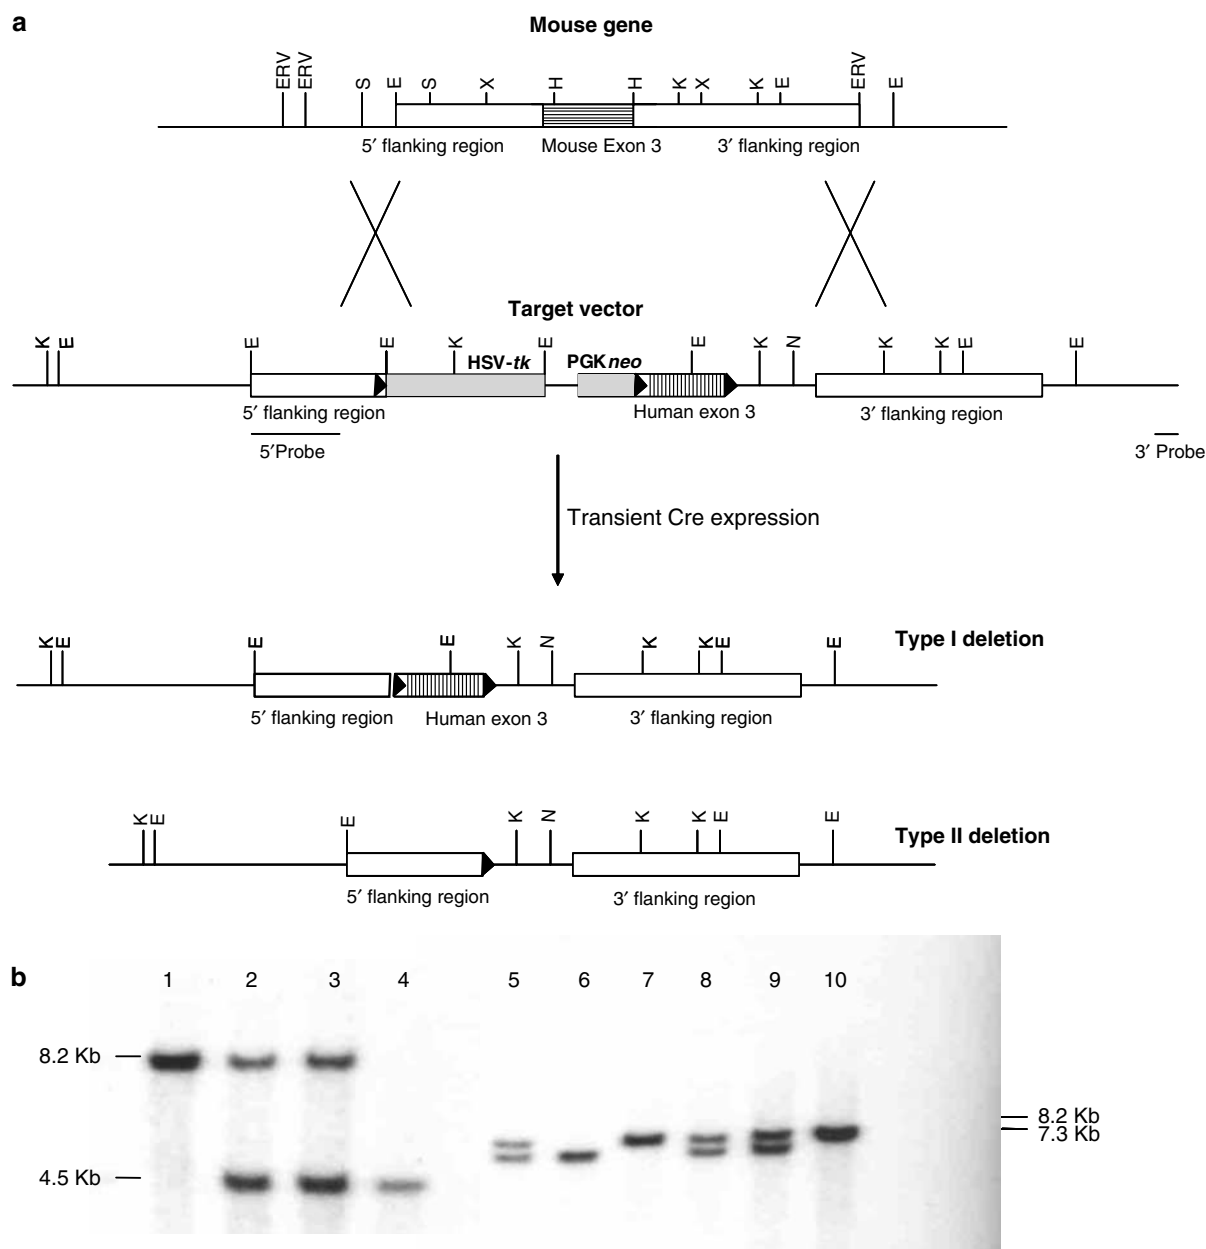 a
Mouse gene
ERV ERV S E S X H H K X K E ERV E
5′ flanking region Mouse Exon 3 3′ flanking region
Target vector
K E E E K HSV-tk E PGKneo E K N K K E E
5′ flanking region Human exon 3 3′ flanking region
5′Probe 3′ Probe
Transient Cre expression
K E E E K N K K E E Type I deletion
5′ flanking region Human exon 3 3′ flanking region
K E E K N K K E E Type II deletion
5′ flanking region 3′ flanking region
b
1 2 3 4 5 6 7 8 9 10
8.2 Kb
8.2 Kb
7.3 Kb
4.5 Kb